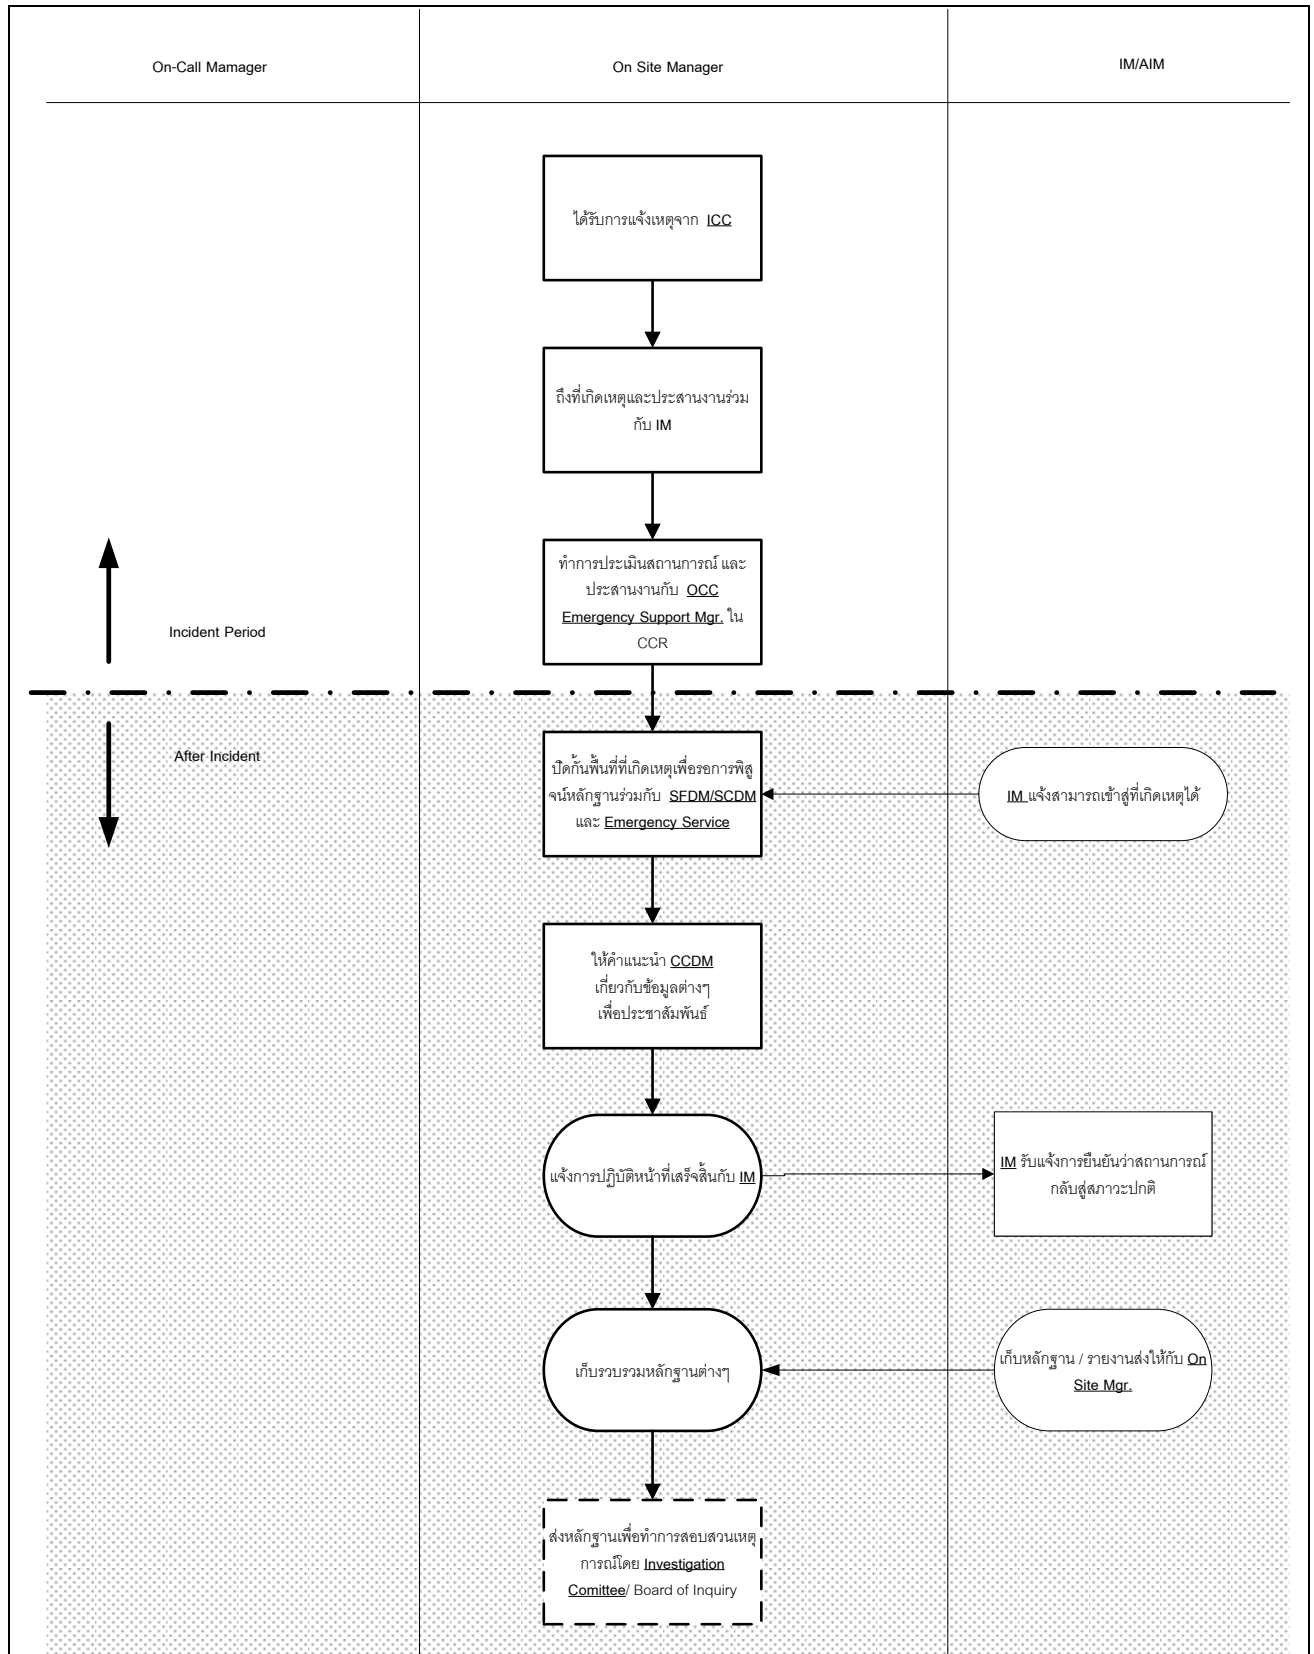 On-Call Mamager
On Site Manager
IM/AIM
ได้รับการแจ้งเหตุจาก ICC
ถึงที่เกิดเหตุและประสานงานร่วม
กับ IM
ทำการประเมินสถานการณ์ และ
ประสานงานกับ OCC
Emergency Support Mgr. ใน
CCR
Incident Period
After Incident
ปิดกั้นพื้นที่ที่เกิดเหตุเพื่อรอการพิสู
จน์หลักฐานร่วมกับ SFDM/SCDM
และ Emergency Service
IM แจ้งสามารถเข้าสู่ที่เกิดเหตุได้
ให้คำแนะนำ CCDM
เกี่ยวกับข้อมูลต่างๆ
เพื่อประชาสัมพันธ์
แจ้งการปฏิบัติหน้าที่เสร็จสิ้นกับ IM
IM รับแจ้งการยืนยันว่าสถานการณ์
กลับสู่สภาวะปกติ
เก็บรวบรวมหลักฐานต่างๆ
เก็บหลักฐาน / รายงานส่งให้กับ On
Site Mgr.
ส่งหลักฐานเพื่อทำการสอบสวนเหตุ
การณ์โดย Investigation
Comittee/ Board of Inquiry